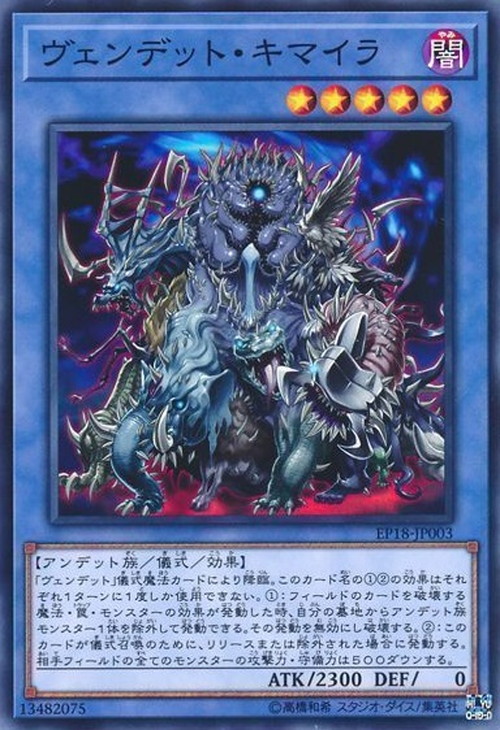 ヴェンデット・キマイラ
闇
EP18-JP003
【アンデット族／儀式／効果】
「ヴェンデット」儀式魔法カードにより降臨。このカード名の①②の効果はそれ
ぞれ１ターンに１度しか使用できない。①：フィールドのカードを破壊する
魔法・罠・モンスターの効果が発動した時、自分の墓地からアンデット族
モンスター１体を除外して発動できる。その発動を無効にし破壊する。②：こ
のカードが儀式召喚のために、リリースまたは除外された場合に発動する。
相手フィールドの全てのモンスターの攻撃力・守備力は５００ダウンする。
ATK/2300 DEF/ 0
13482075
©高橋和希 スタジオ・ダイス/集英社